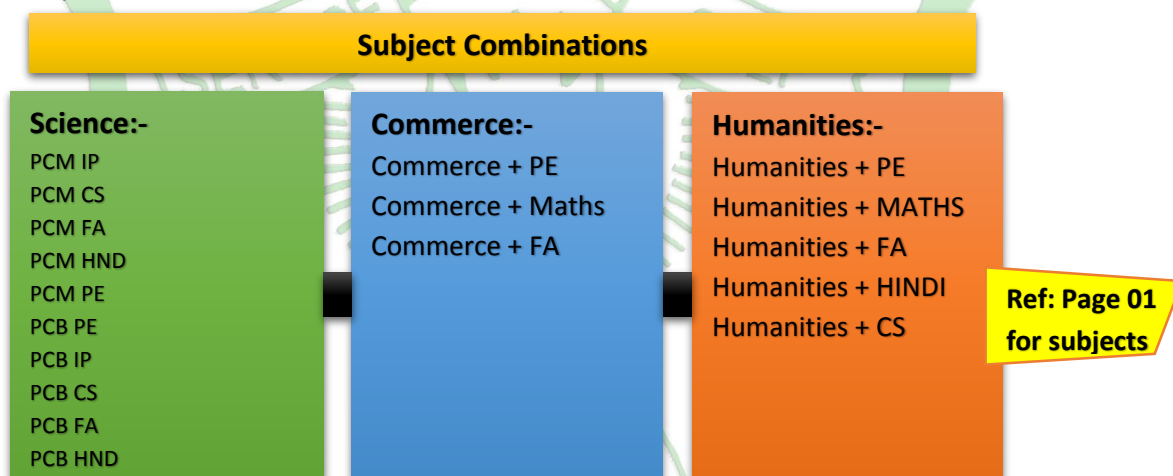 Subject Combinations
Science:-
PCM IP
PCM CS
PCM FA
PCM HND
PCM PE
PCB PE
PCB IP
PCB CS
PCB FA
PCB HND
Commerce:-
Commerce + PE
Commerce + Maths
Commerce + FA
Humanities:-
Humanities + PE
Humanities + MATHS
Humanities + FA
Humanities + HINDI
Humanities + CS
Ref: Page 01
for subjects